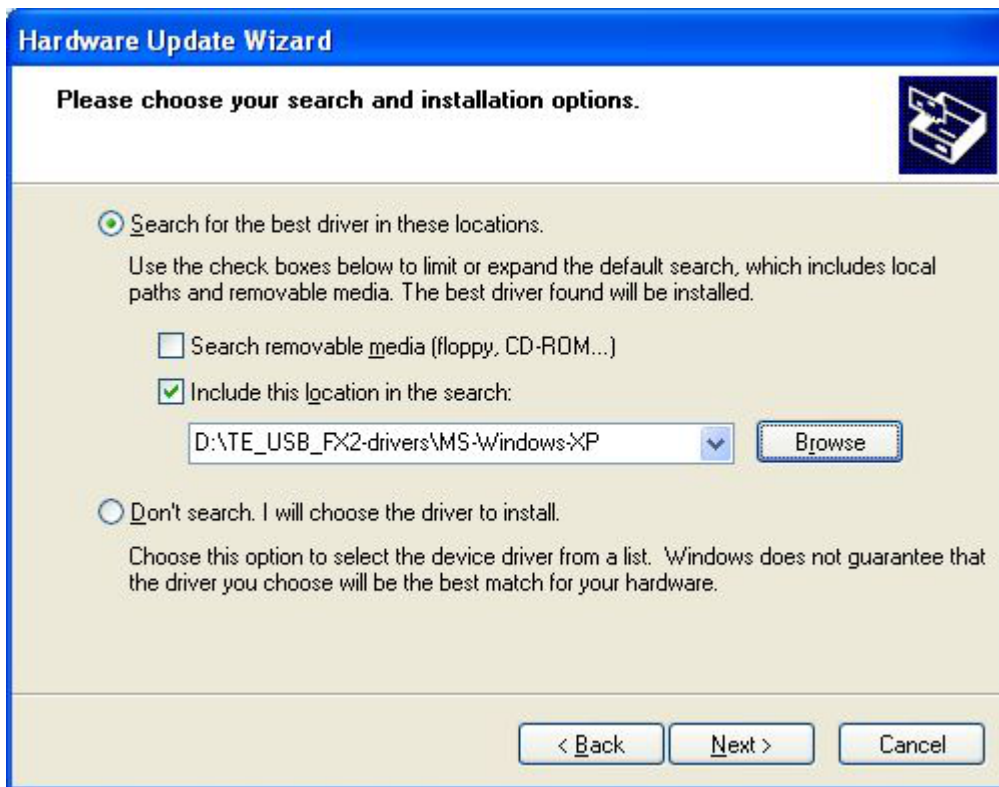 Hardware Update Wizard
Please choose your search and installation options.
Search for the best driver in these locations.
Use the check boxes below to limit or expand the default search, which includes local
paths and removable media. The best driver found will be installed.
Search removable media (floppy, CD-ROM...)
Include this location in the search:
D:\TE_USB_FX2-drivers\MS-Windows-XP
Browse
Don't search. I will choose the driver to install.
Choose this option to select the device driver from a list.  Windows does not guarantee that
the driver you choose will be the best match for your hardware.
< Back
Next >
Cancel